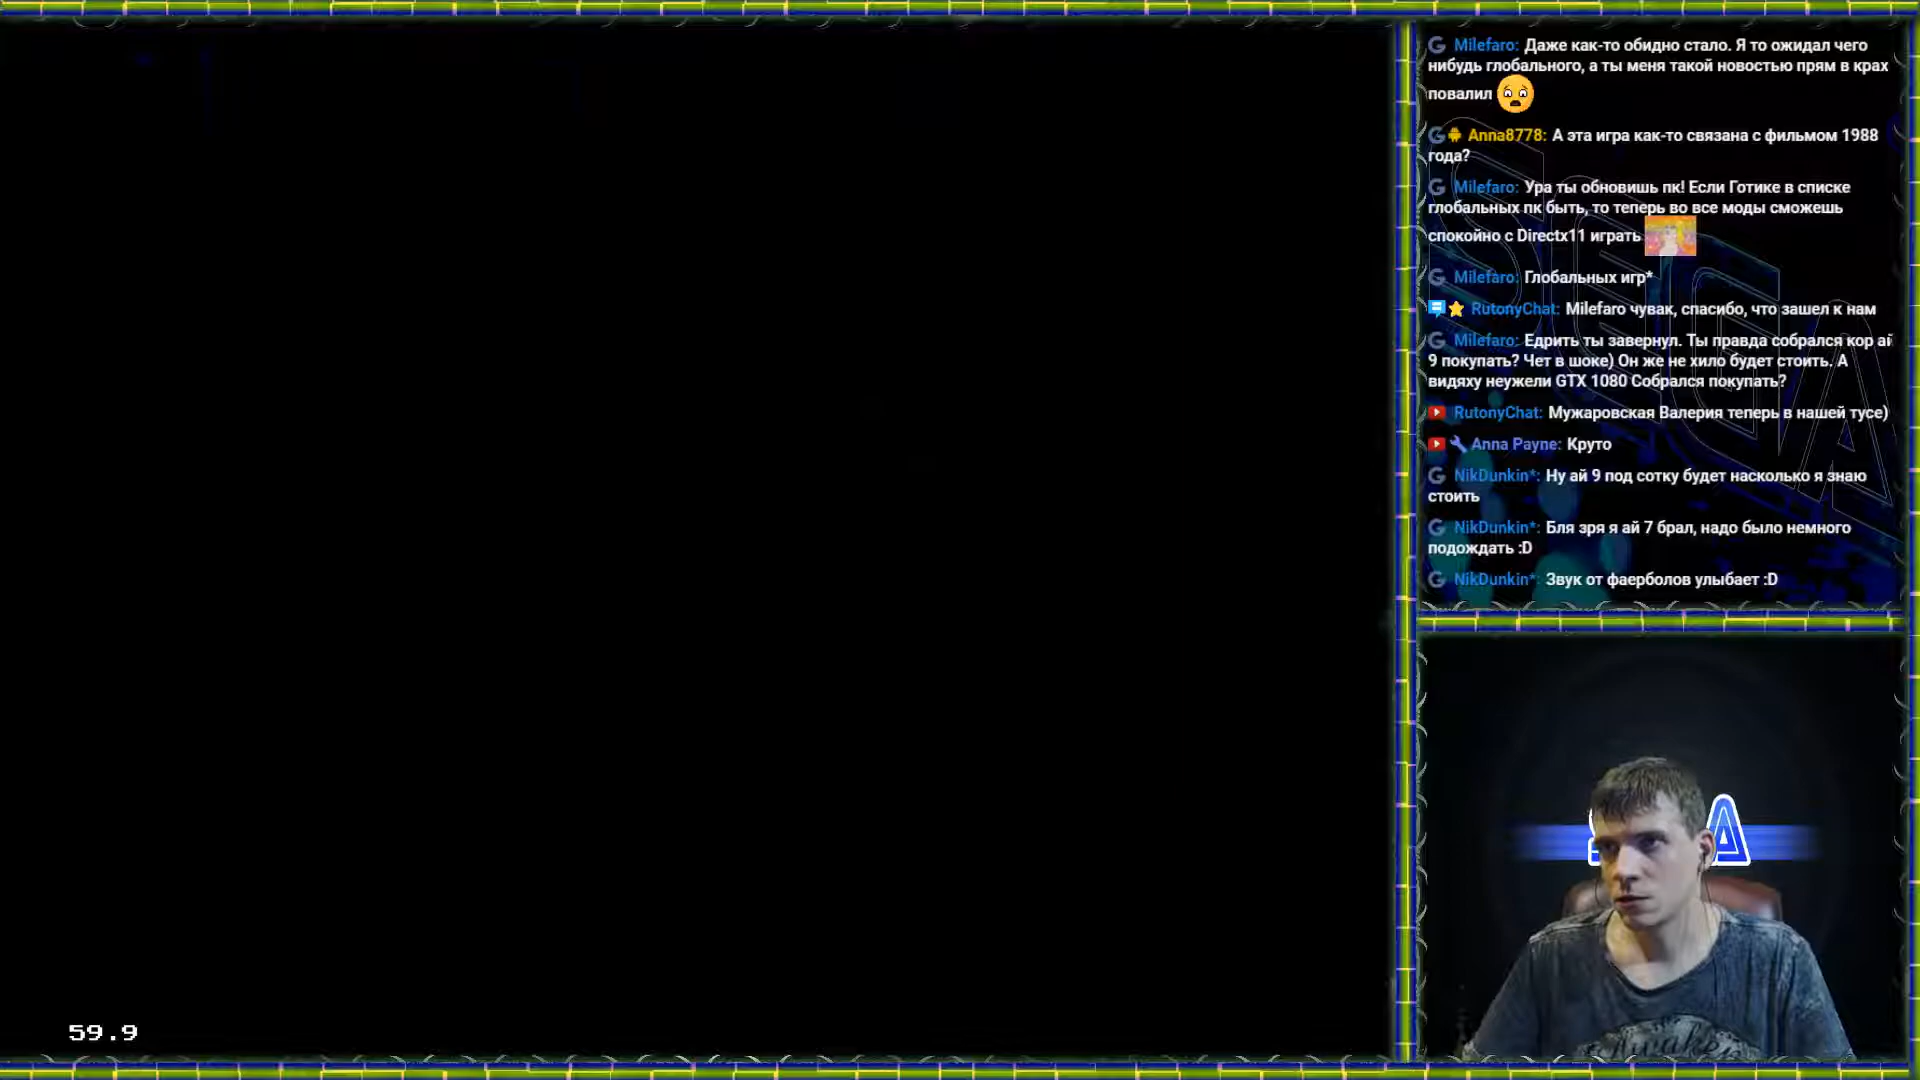 Milefaro: Даже как-то обидно стало. Я то ожидал чего
нибудь глобального, а ты меня такой новостью прям в крах
повалил
Anna8778: А эта игра как-то связана с фильмом 1988
года?
Milefaro: Ура ты обновишь пк! Если Готике в списке
глобальных пк быть, то теперь во все моды сможешь
спокойно с Directx11 играть
Milefaro: Глобальных игр*
RutonyChat: Milefaro чувак, спасибо, что зашел к нам
Milefaro: Едрить ты завернул. Ты правда собрался кор ай
9 покупать? Чет в шоке) Он же не хило будет стоить. А
видяху неужели GTX 1080 Собрался покупать?
RutonyChat: Мужаровская Валерия теперь в нашей тусе)
Anna Payne: Круто
NikDunkin*: Ну ай 9 под сотку будет насколько я знаю
стоить
NikDunkin*: Бля зря я ай 7 брал, надо было немного
подождать :D
NikDunkin*: Звук от фаерболов улыбает :D
SEGA
59.9